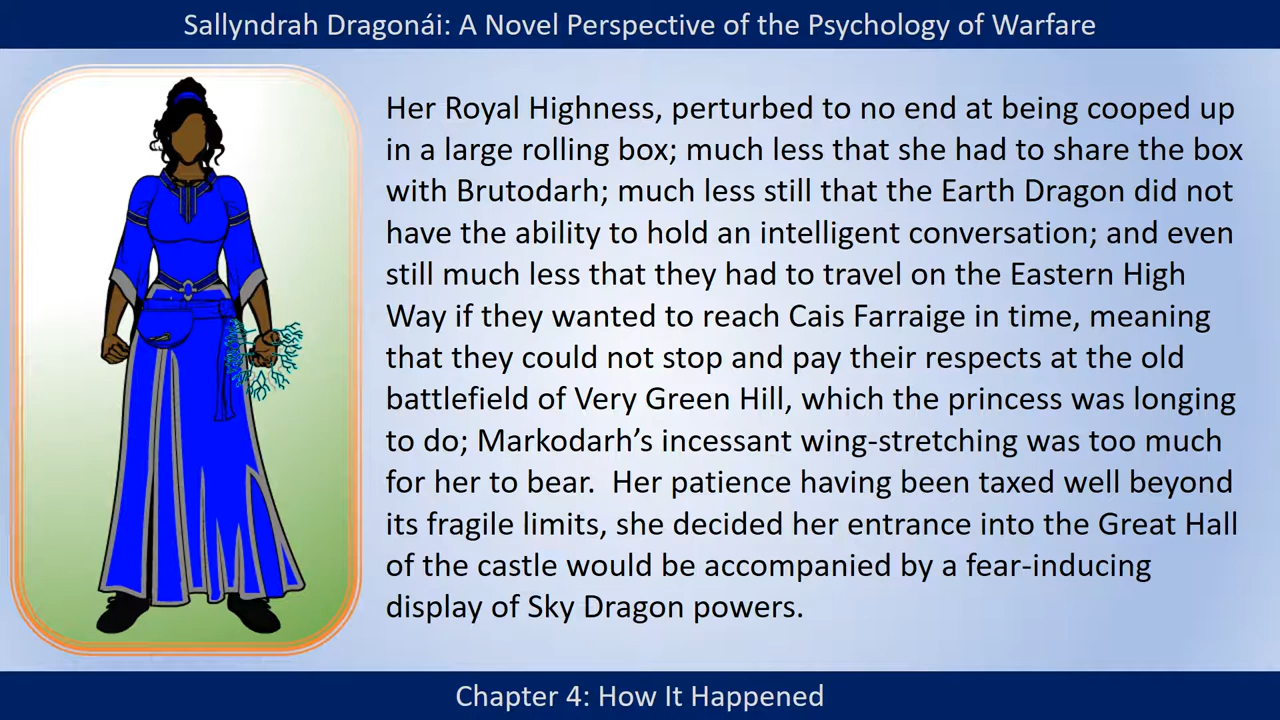 Sallyndrah Dragonái: A Novel Perspective of the Psychology of Warfare
Her Royal Highness, perturbed to no end at being cooped up
in a large rolling box; much less that she had to share the box
with Brutodarh; much less still that the Earth Dragon did not
have the ability to hold an intelligent conversation; and even
still much less that they had to travel on the Eastern High
Way if they wanted to reach Cais Farraige in time, meaning
that they could not stop and pay their respects at the old
battlefield of Very Green Hill, which the princess was longing
to do; Markodarh’s incessant wing-stretching was too much
for her to bear.  Her patience having been taxed well beyond
its fragile limits, she decided her entrance into the Great Hall
of the castle would be accompanied by a fear-inducing
display of Sky Dragon powers.
Chapter 4: How It Happened